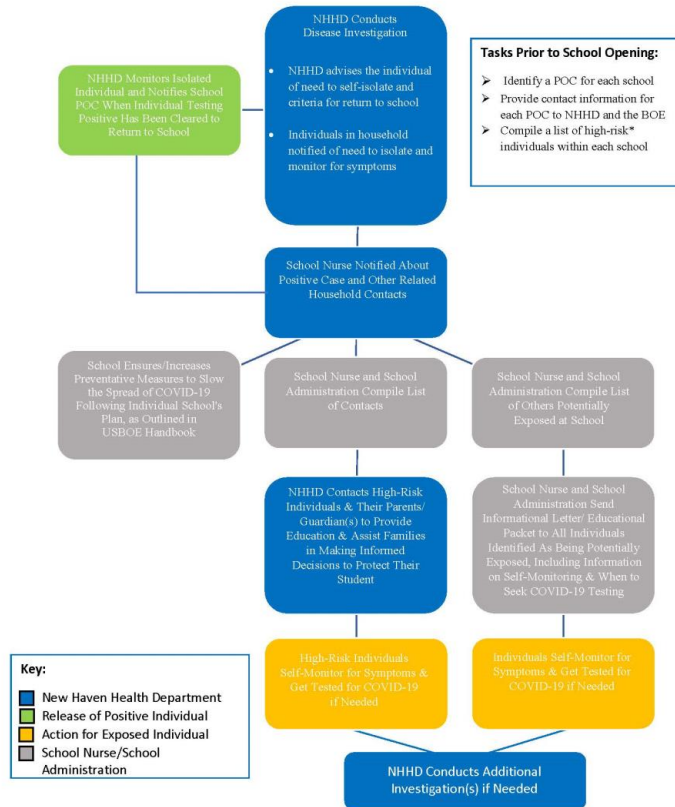 NHHD Conducts
Disease Investigation
• NHHD advises the individual
of need to self-isolate and
criteria for return to
school
• Individuals in household
notified of need to isolate and
monitor for symptoms
Tasks Prior to School Opening:
➢ Identify a POC for each school
➢ Provide contact information for
each POC to NHHD and the BOE
➢ Compile a list of high-risk*
individuals within each school
NHHD Monitors Isolated
Individual and Notifies School
POC When Individual Testing
Positive Has Been Cleared to
Return to School
School Nurse Notified About
Positive Case and Other Related
Household Contacts
School Ensures/Increases
Preventative Measures to Slow
the Spread of COVID-19
Following Individual School's
Plan, as Outlined in
USBOE Handbook
School Nurse and School
Administration Compile List
of Contacts
School Nurse and School
Administration Compile List
of Others Potentially
Exposed at School
NHHD Contacts High-Risk
Individuals & Their Parents/
Guardian(s) to Provide
Education & Assist Families
in Making Informed
Decisions to Protect Their
Student
School Nurse and School
Administration Send
Informational Letter/ Educational
Packet to All Individuals
Identified As Being Potentially
Exposed, Including Information
on Self-Monitoring & When to
Seek COVID-19 Testing
High-Risk Individuals
Self-Monitor for Symptoms &
Get Tested for COVID-19
if Needed
Individuals Self-Monitor for
Symptoms & Get Tested for
COVID-19 if Needed
Key:
New Haven Health Department
Release of Positive Individual
Action for Exposed Individual
School Nurse/School
Administration
NHHD Conducts Additional
Investigation(s) if Needed